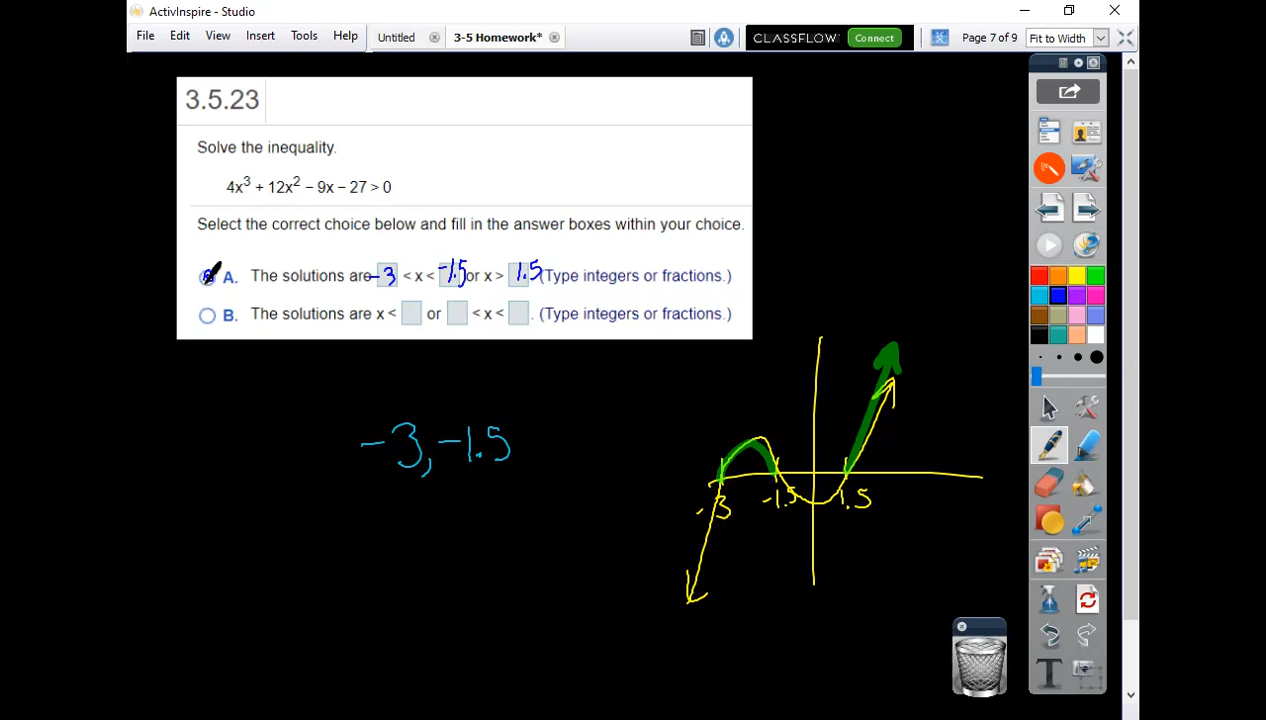 ActivInspire - Studio
File Edit View Insert Tools Help
Untitled
3-5 Homework*
CLASSFLOW
Connect
Page 7 of 9
Fit to Width
3.5.23
Solve the inequality.
4x³ + 12x² − 9x − 27 > 0
Select the correct choice below and fill in the answer boxes within your choice.
A. The solutions are -3 < x < -1.5 or x > 1.5 (Type integers or fractions.)
B. The solutions are x < or < x < . (Type integers or fractions.)
-3, -1.5
-3 -1.5 1.5
T